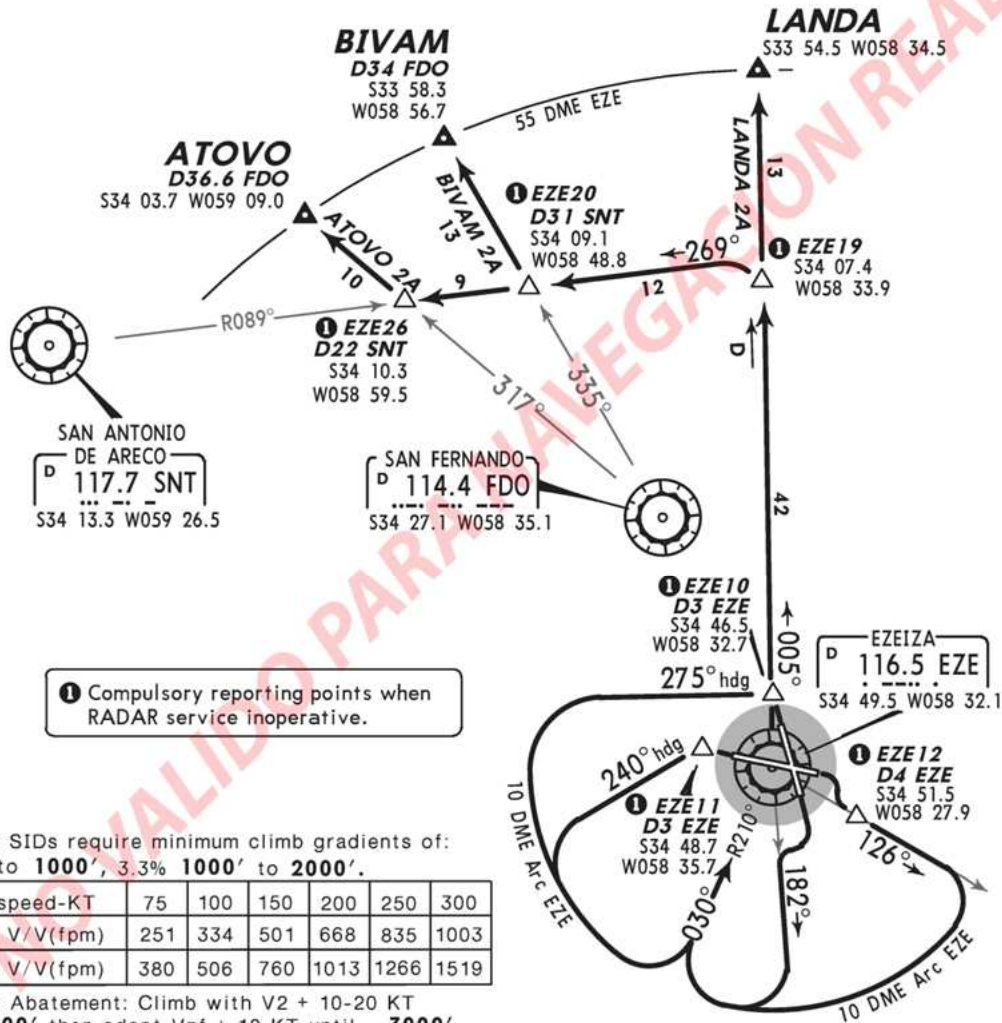 LANDA
S33 54.5 W058 34.5
BIVAM
D34 FDO
S33 58.3
W058 56.7
55 DME EZE
ATOVO
D36.6 FDO
S34 03.7 W059 09.0
LANDA 2A
13
BIVAM 2A
13
ATOVO 2A
10
1 EZE20
D31 SNT
S34 09.1
W058 48.8
269°
12
9
1 EZE19
S34 07.4
W058 33.9
R089°
1 EZE26
D22 SNT
S34 10.3
W058 59.5
317°
335°
D
SAN ANTONIO
DE ARECO
D 117.7 SNT
S34 13.3 W059 26.5
SAN FERNANDO
D 114.4 FDO
S34 27.1 W058 35.1
42
1 EZE10
D3 EZE
S34 46.5
W058 32.7
005°
EZEIZA
D 116.5 EZE
S34 49.5 W058 32.1
275° hdg
240° hdg
1 EZE11
D3 EZE
S34 48.7
W058 35.7
1 EZE12
D4 EZE
S34 51.5
W058 27.9
126°
R210°
030°
182°
10 DME Arc EZE
10 DME Arc EZE
1 Compulsory reporting points when
RADAR service inoperative.
SIDs require minimum climb gradients of:
to 1000', 3.3% 1000' to 2000'.
speed-KT 75 100 150 200 250 300
V/V(fpm) 251 334 501 668 835 1003
V/V(fpm) 380 506 760 1013 1266 1519
Abatement: Climb with V2 + 10-20 KT
NO VALIDO PARA NAVEGACION REAL